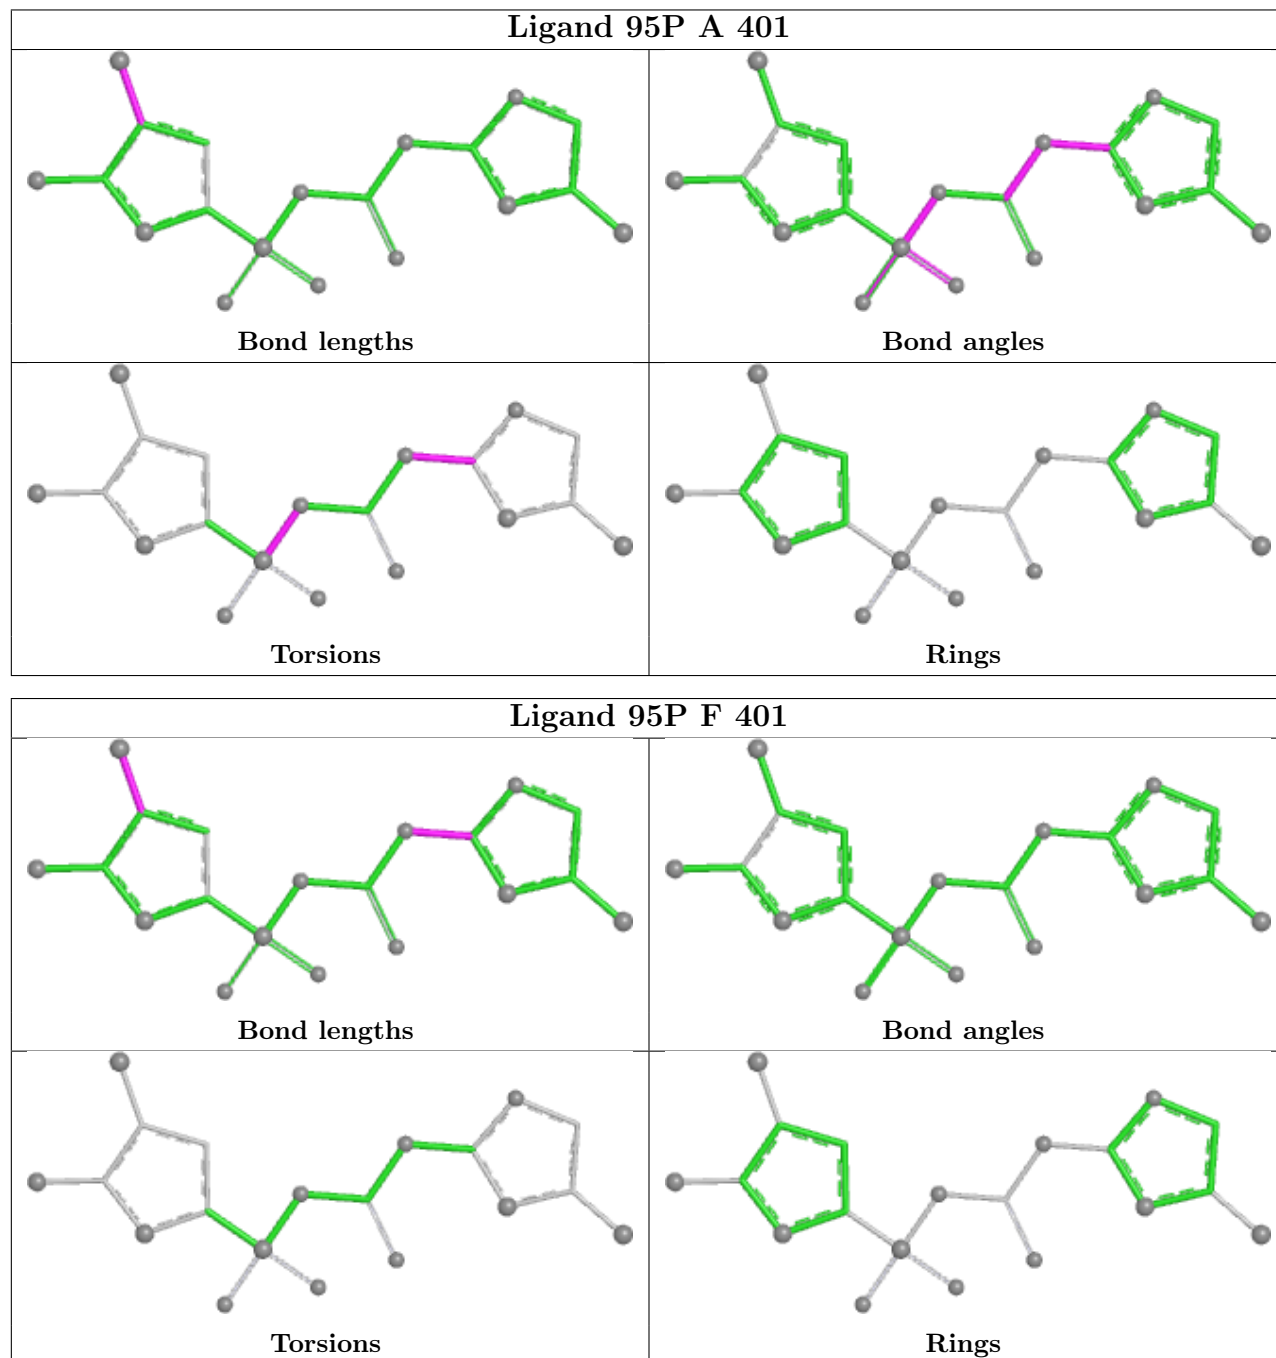 Ligand 95P A 401
Bond lengths
Bond angles
Torsions
Rings
Ligand 95P F 401
Bond lengths
Bond angles
Torsions
Rings